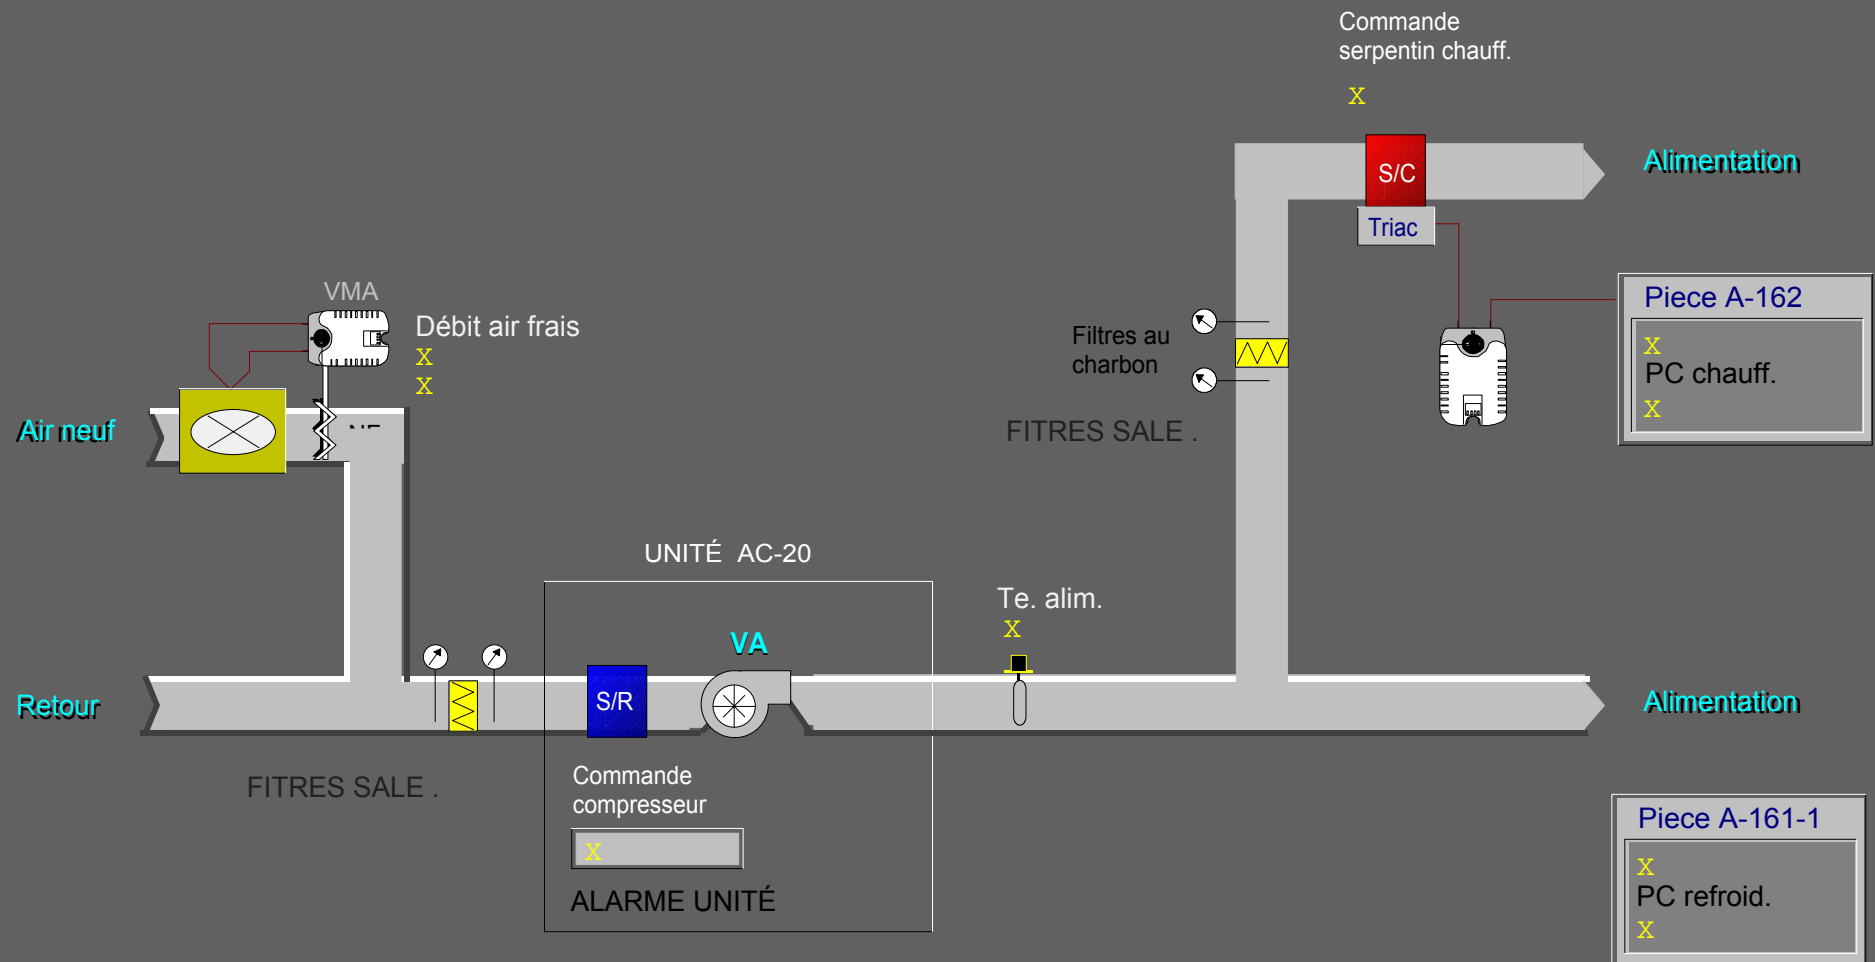 Commande
serpentin chauff.
X
S/C
Alimentation
Triac
VMA
Débit air frais
X
X
Piece A-162
X
PC chauff.
X
Filtres au
charbon
FITRES SALE .
Air neuf
UNITÉ AC-20
Te. alim.
X
VA
Retour
S/R
Alimentation
FITRES SALE .
Commande
compresseur
X
ALARME UNITÉ
Piece A-161-1
X
PC refroid.
X